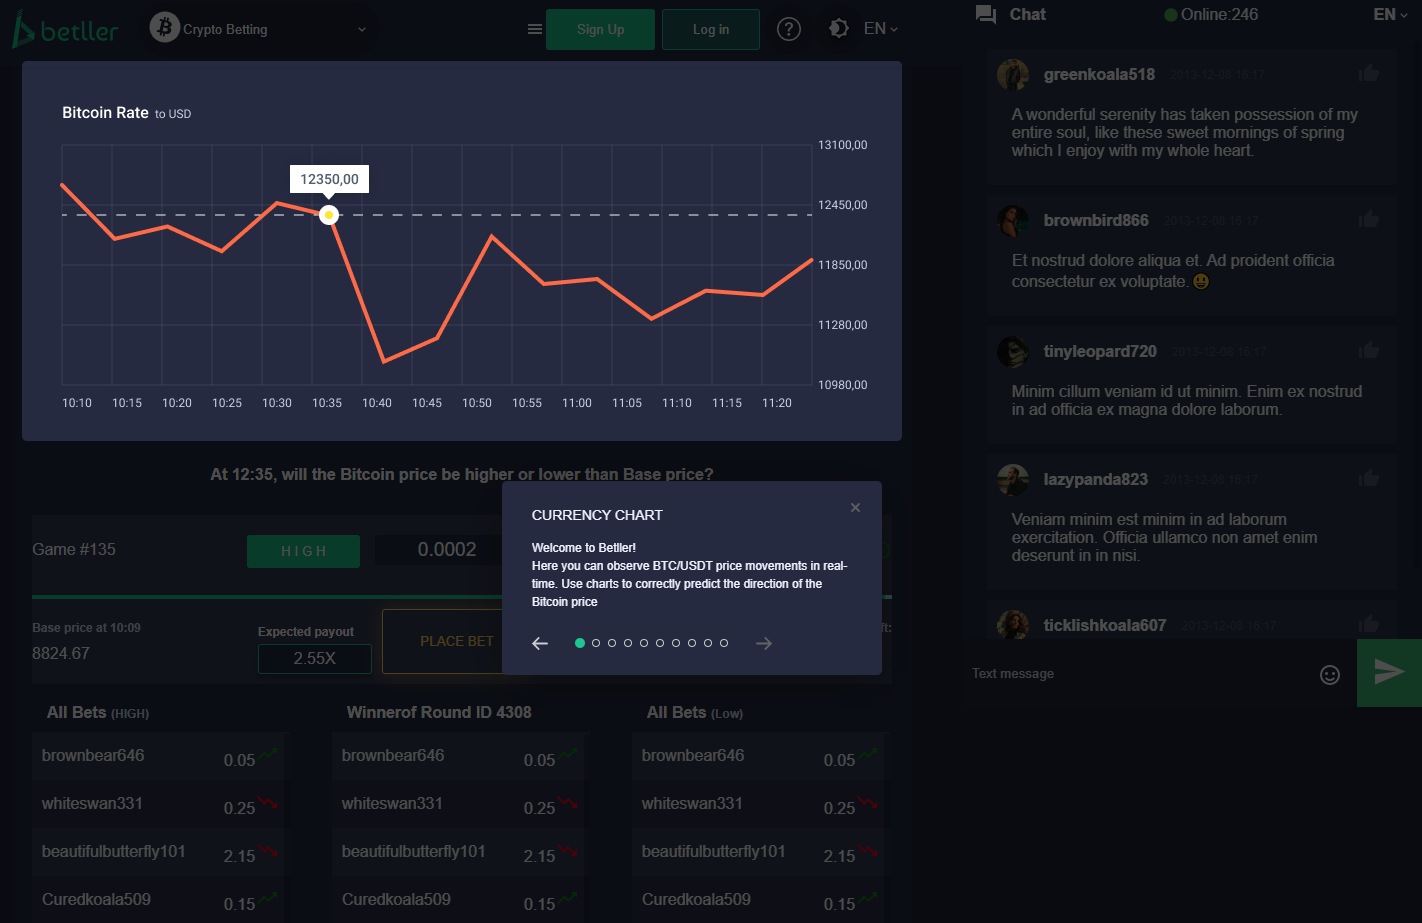 betller
Crypto Betting
Sign Up
Log in
?
EN
Chat
Online:246
EN
Bitcoin Rate to USD
12350,00
13100,00
12450,00
11850,00
11280,00
10980,00
10:10 10:15 10:20 10:25 10:30 10:35 10:40 10:45 10:50 10:55 11:00 11:05 11:10 11:15 11:20
At 12:35, will the Bitcoin price be higher or lower than Base price?
Game #135
HIGH
0.0002
Base price at 10:09
8824.67
Expected payout
2.55X
PLACE BET
ft:
CURRENCY CHART
Welcome to Betller!
Here you can observe BTC/USDT price movements in real-
time. Use charts to correctly predict the direction of the
Bitcoin price
All Bets (HIGH)
brownbear646 0.05
whiteswan331 0.25
beautifulbutterfly101 2.15
Curedkoala509 0.15
Winnerof Round ID 4308
brownbear646 0.05
whiteswan331 0.25
beautifulbutterfly101 2.15
Curedkoala509 0.15
All Bets (Low)
brownbear646 0.05
whiteswan331 0.25
beautifulbutterfly101 2.15
Curedkoala509 0.15
greenkoala518 2013-12-08 16:17
A wonderful serenity has taken possession of my
entire soul, like these sweet mornings of spring
which I enjoy with my whole heart.
brownbird866 2013-12-08 16:17
Et nostrud dolore aliqua et. Ad proident officia
consectetur ex voluptate.
tinyleopard720 2013-12-08 16:17
Minim cillum veniam id ut minim. Enim ex nostrud
in ad officia ex magna dolore laborum.
lazypanda823 2013-12-08 16:17
Veniam minim est minim in ad laborum
exercitation. Officia ullamco non amet enim
deserunt in in nisi.
ticklishkoala607 2013-12-08 16:17
Text message